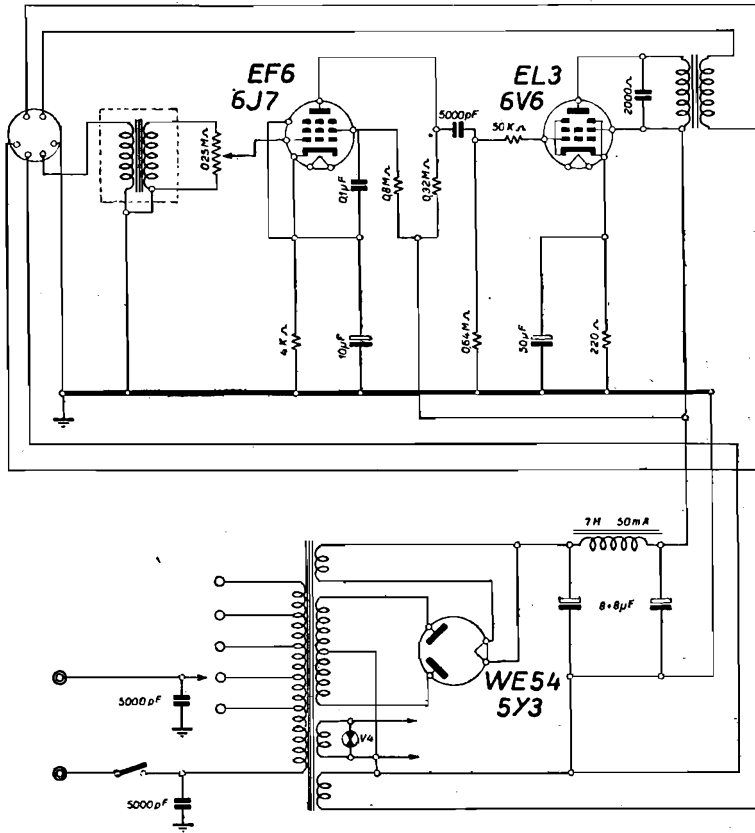 EF6
6J7
EL3
6V6
0.25MΩ
0,1µF
0,8MΩ
0,32MΩ
5000pF
50KΩ
2000Ω
4KΩ
10µF
0,64MΩ
50µF
220Ω
7H 50mA
8+8µF
WE54
5Y3
V4
5000pF
5000pF